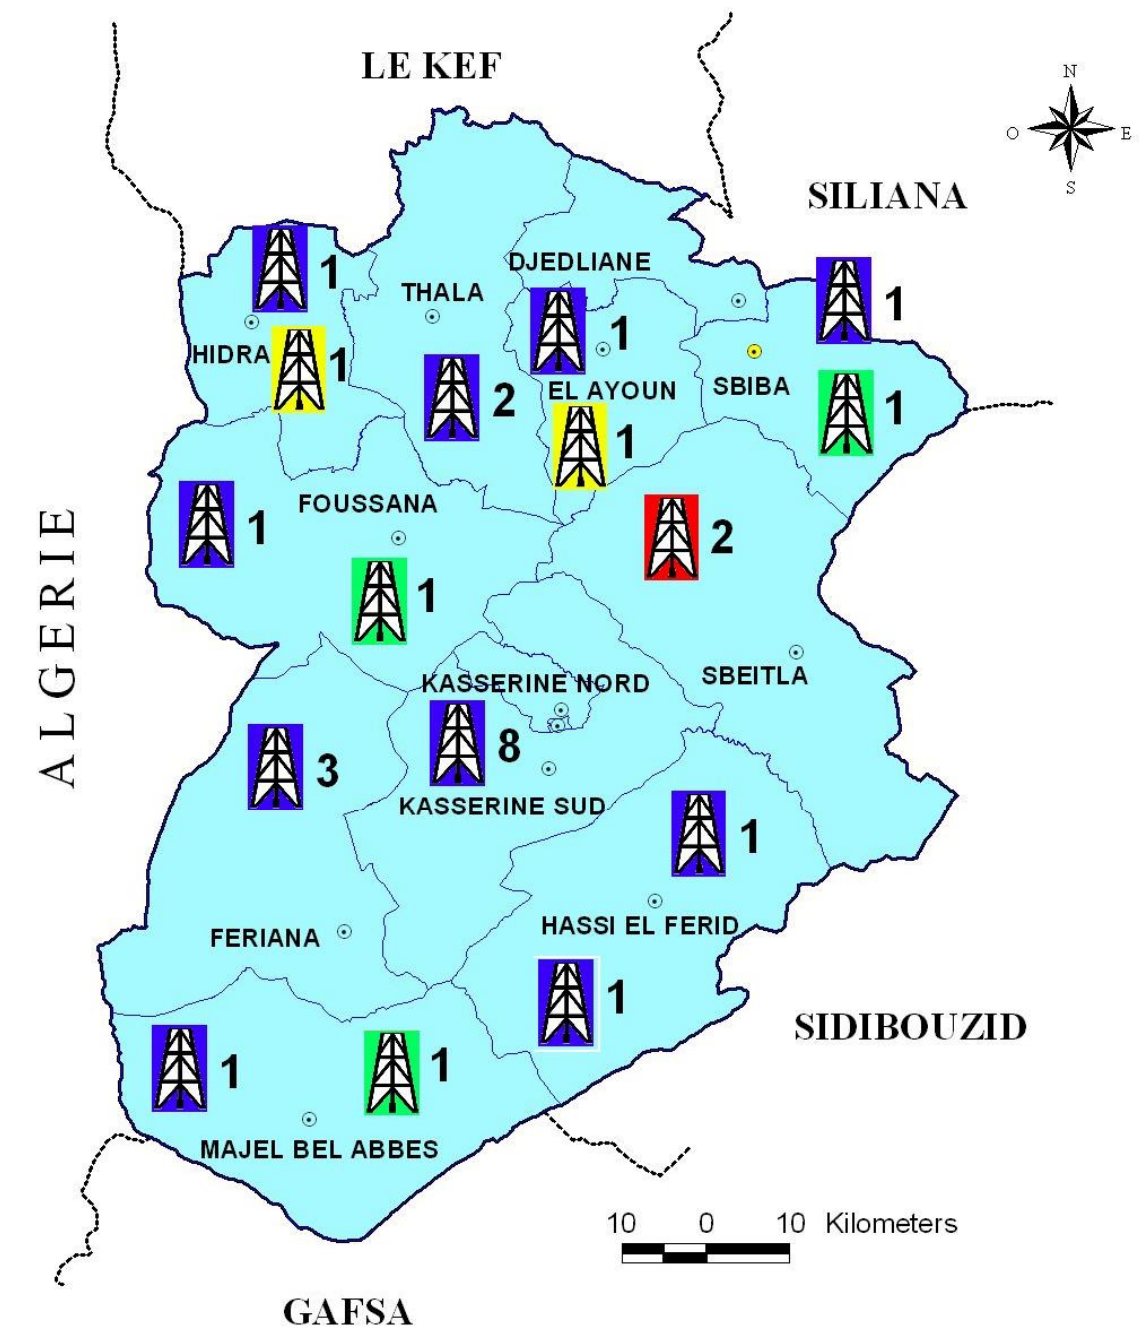 LE KEF
N
O
E
S
SILIANA
DJEDLIANE
1
THALA
1
1
HIDRA
1
2
EL AYOUN
SBIBA
1
1
FOUSSANA
1
2
1
ALGERIE
SBEITLA
KASSERINE NORD
3
8
KASSERINE SUD
1
FERIANA
HASSI EL FERID
1
SIDIBOUZID
1
1
MAJEL BEL ABBES
10 0 10 Kilometers
GAFSA